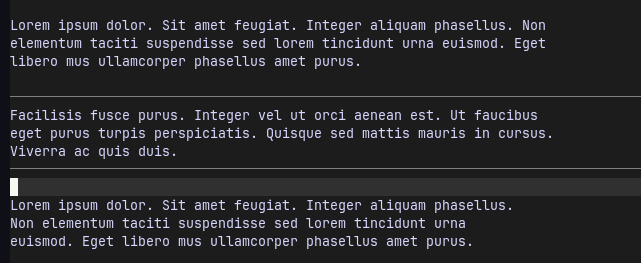 Lorem ipsum dolor. Sit amet feugiat. Integer aliquam phasellus. Non
elementum taciti suspendisse sed lorem tincidunt urna euismod. Eget
libero mus ullamcorper phasellus amet purus.
Facilisis fusce purus. Integer vel ut orci aenean est. Ut faucibus
eget purus turpis perspiciatis. Quisque sed mattis mauris in cursus.
Viverra ac quis duis.
Lorem ipsum dolor. Sit amet feugiat. Integer aliquam phasellus.
Non elementum taciti suspendisse sed lorem tincidunt urna
euismod. Eget libero mus ullamcorper phasellus amet purus.